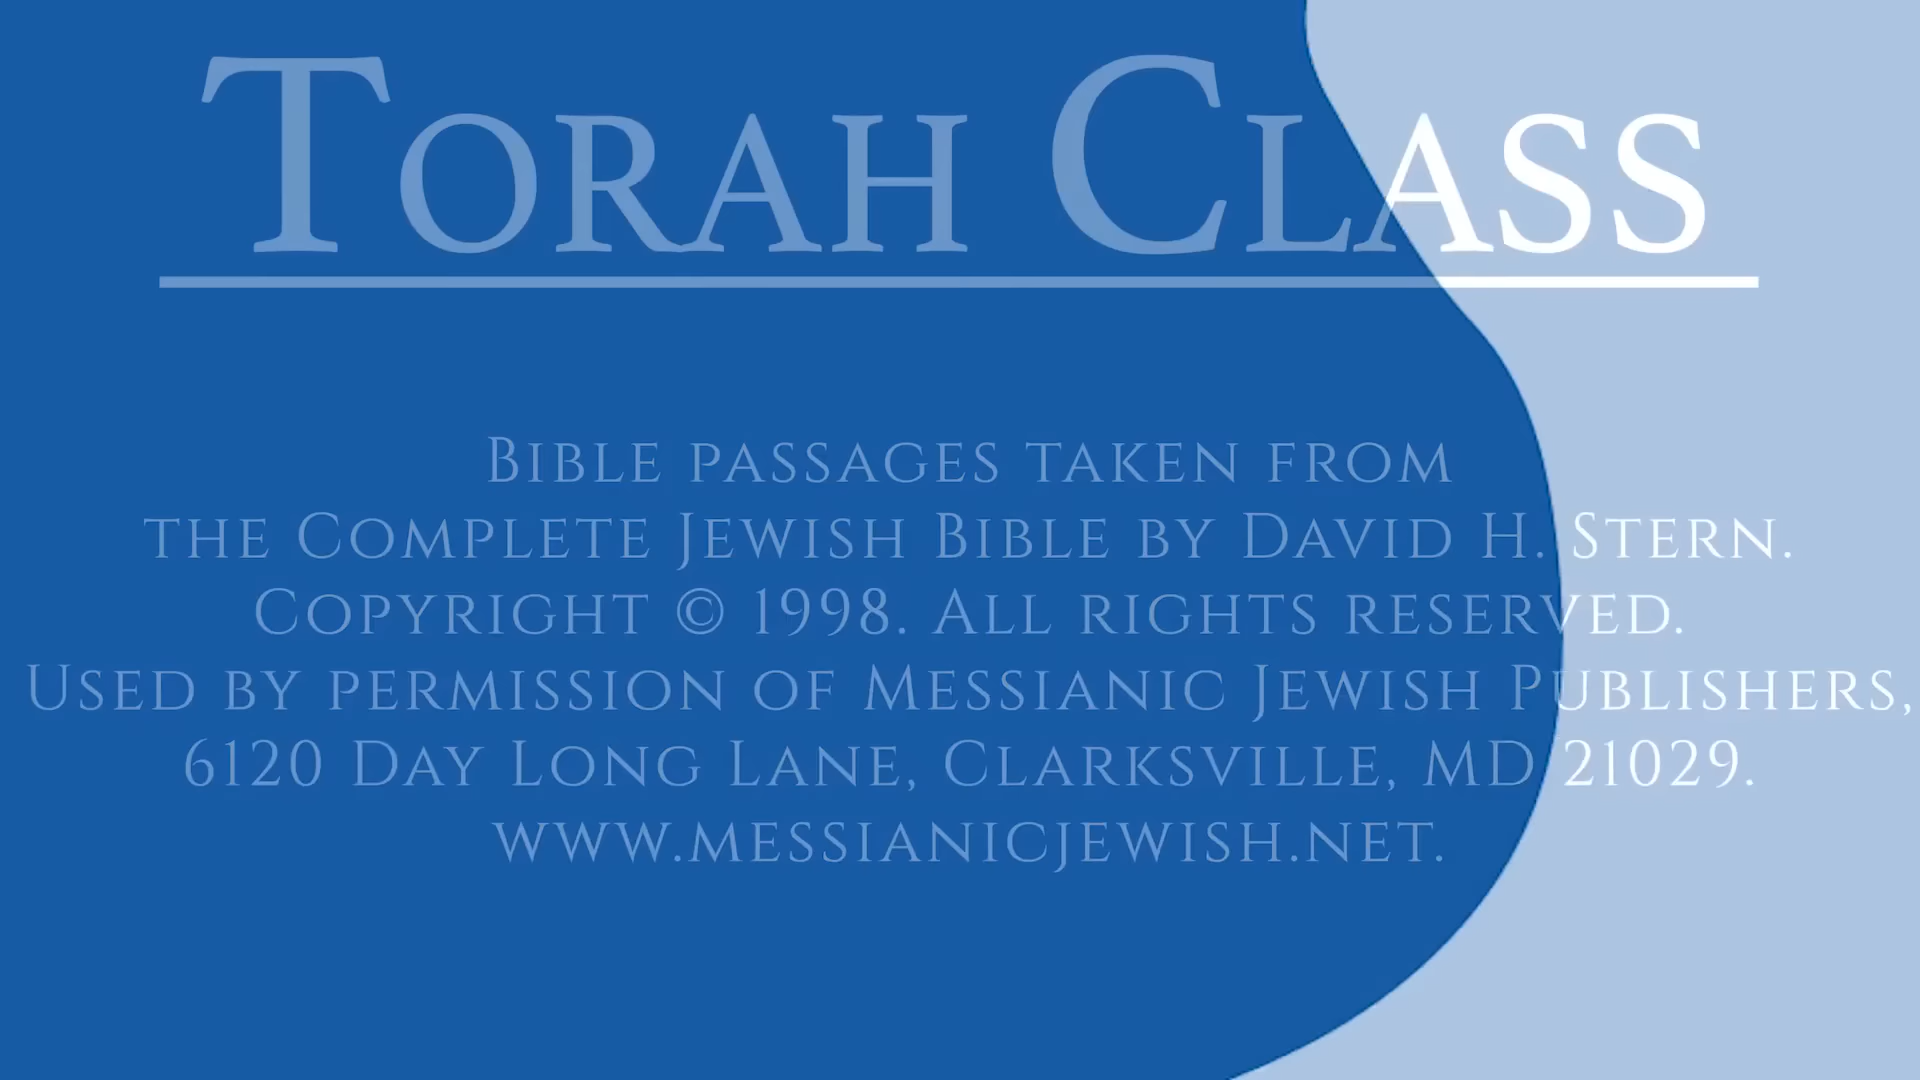 Torah Class
Bible passages taken from
the Complete Jewish Bible by David H. Stern.
Copyright © 1998. All rights reserved.
Used by permission of Messianic Jewish Publishers,
6120 Day Long Lane, Clarksville, MD 21029.
www.messianicjewish.net.